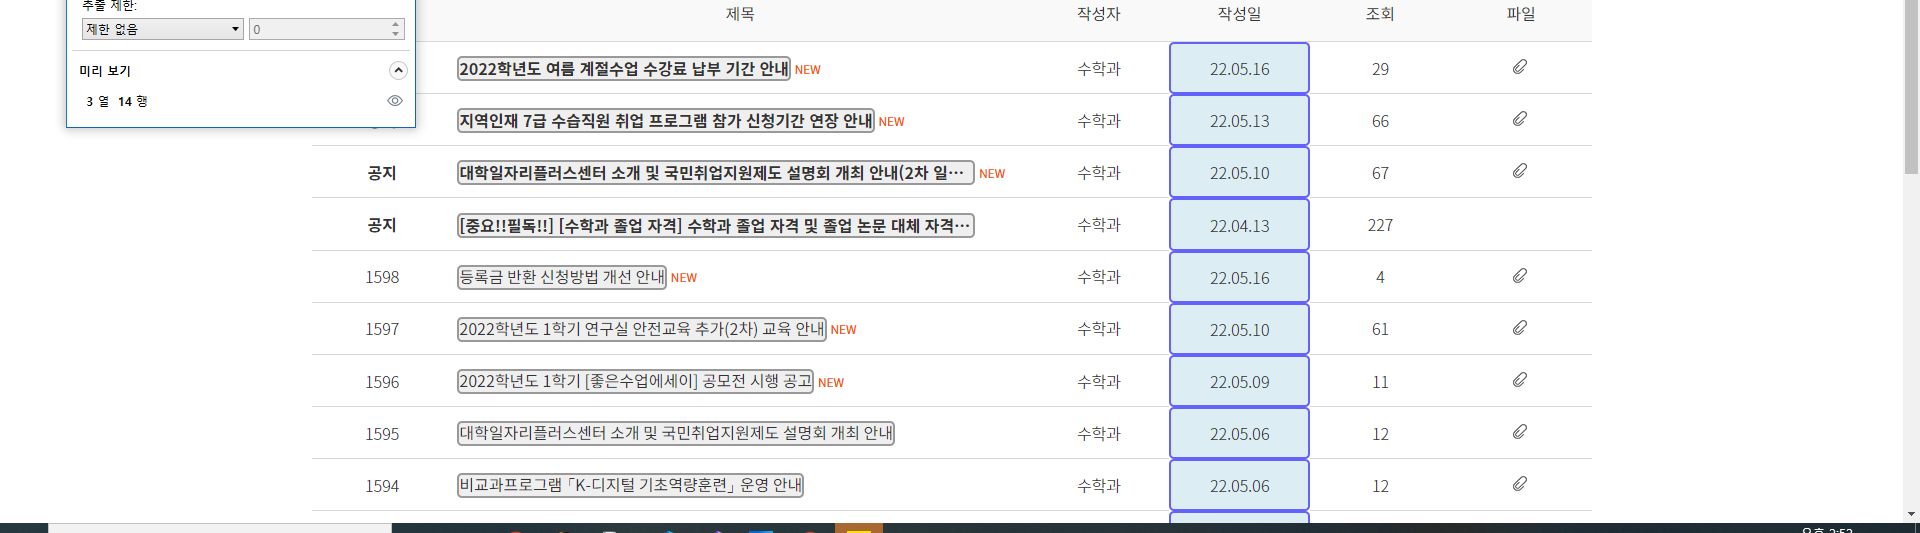 추출 제한:
제한 없음 0
미리 보기
3 열 14 행
제목 작성자 작성일 조회 파일
2022학년도 여름 계절수업 수강료 납부 기간 안내 NEW 수학과 22.05.16 29
지역인재 7급 수습직원 취업 프로그램 참가 신청기간 연장 안내 NEW 수학과 22.05.13 66
공지 대학일자리플러스센터 소개 및 국민취업지원제도 설명회 개최 안내(2차 일… NEW 수학과 22.05.10 67
공지 [중요!!필독!!] [수학과 졸업 자격] 수학과 졸업 자격 및 졸업 논문 대체 자격… 수학과 22.04.13 227
1598 등록금 반환 신청방법 개선 안내 NEW 수학과 22.05.16 4
1597 2022학년도 1학기 연구실 안전교육 추가(2차) 교육 안내 NEW 수학과 22.05.10 61
1596 2022학년도 1학기 [좋은수업에세이] 공모전 시행 공고 NEW 수학과 22.05.09 11
1595 대학일자리플러스센터 소개 및 국민취업지원제도 설명회 개최 안내 수학과 22.05.06 12
1594 비교과프로그램 「K-디지털 기초역량훈련」 운영 안내 수학과 22.05.06 12